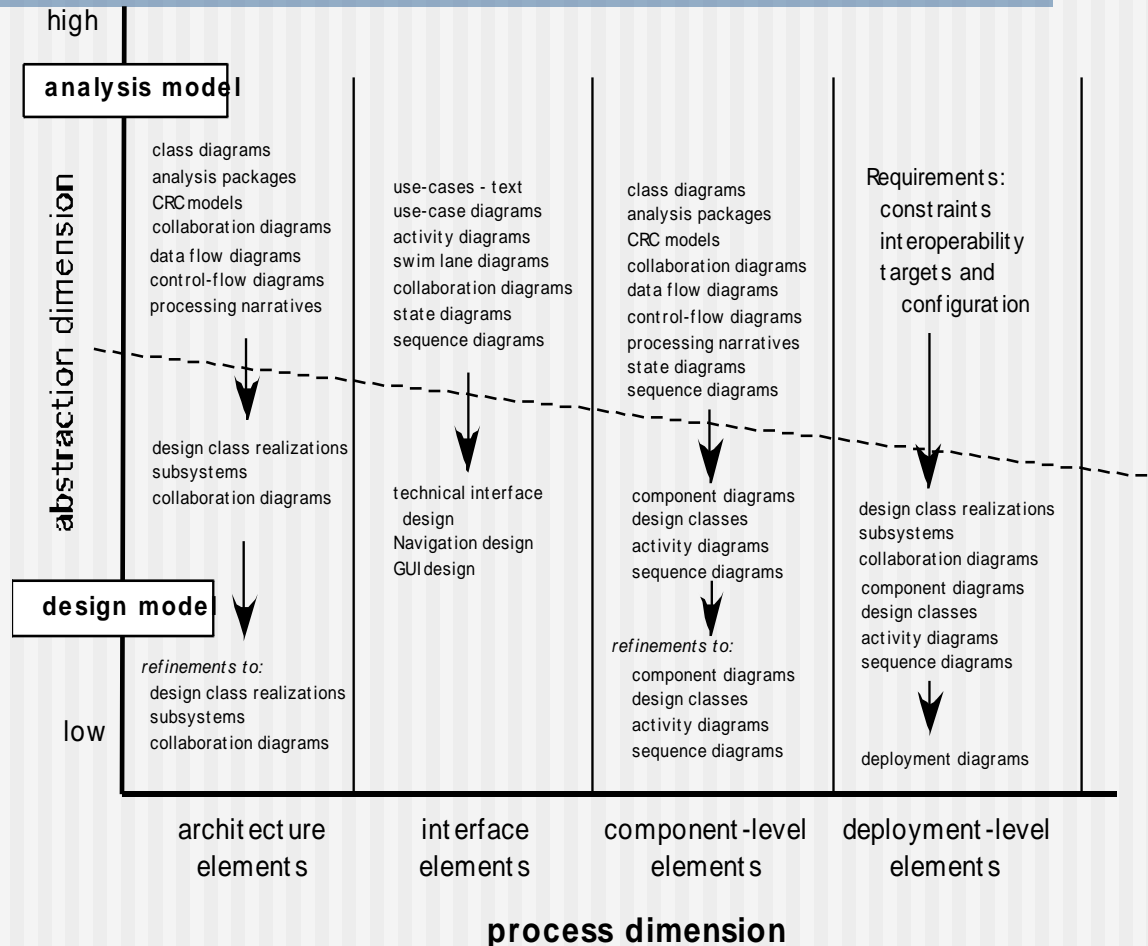 high
analysis model
abstraction dimension
design model
low
class diagrams
analysis packages
CRC models
collaboration diagrams
data flow diagrams
control-flow diagrams
processing narratives
design class realizations
subsystems
collaboration diagrams
refinements to:
design class realizations
subsystems
collaboration diagrams
use-cases - text
use-case diagrams
activity diagrams
swim lane diagrams
collaboration diagrams
state diagrams
sequence diagrams
technical interface
design
Navigation design
GUI design
class diagrams
analysis packages
CRC models
collaboration diagrams
data flow diagrams
control-flow diagrams
processing narratives
state diagrams
sequence diagrams
component diagrams
design classes
activity diagrams
sequence diagrams
refinements to:
component diagrams
design classes
activity diagrams
sequence diagrams
Requirements:
constraints
interoperability
targets and
configuration
design class realizations
subsystems
collaboration diagrams
component diagrams
design classes
activity diagrams
sequence diagrams
deployment diagrams
architecture
elements
interface
elements
component-level
elements
deployment-level
elements
process dimension